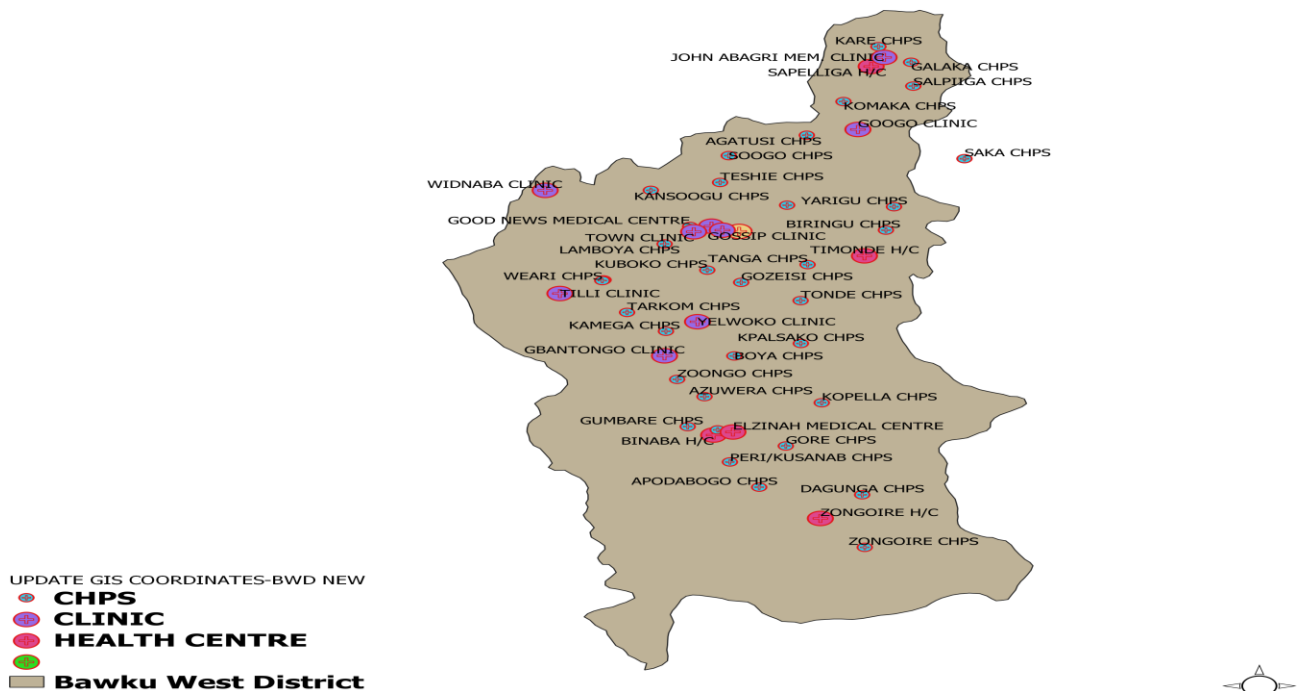 KARE CHPS
JOHN ABAGRI MEM. CLINIC
GALAKA CHPS
SAPELLIGA H/C
SALPIIGA CHPS
KOMAKA CHPS
GOOGO CLINIC
AGATUSI CHPS
SOOGO CHPS
SAKA CHPS
TESHIE CHPS
WIDNABA CLINIC
KANSOOGU CHPS
YARIGU CHPS
GOOD NEWS MEDICAL CENTRE
BIRINGU CHPS
TOWN CLINIC
GOSSIP CLINIC
LAMBOYA CHPS
TIMONDE H/C
TANGA CHPS
KUBOKO CHPS
WEARI CHPS
GOZEISI CHPS
TILLI CLINIC
TONDE CHPS
TARKOM CHPS
KAMEGA CHPS
YELWOKO CLINIC
KPALSAKO CHPS
GBANTONGO CLINIC
BOYA CHPS
ZOONGO CHPS
AZUWERA CHPS
KOPELLA CHPS
GUMBARE CHPS
ELZINAH MEDICAL CENTRE
BINABA H/C
GORE CHPS
PERI/KUSANAB CHPS
APODABOGO CHPS
DAGUNGA CHPS
ZONGOIRE H/C
ZONGOIRE CHPS
UPDATE GIS COORDINATES-BWD NEW
CHPS
CLINIC
HEALTH CENTRE
Bawku West District